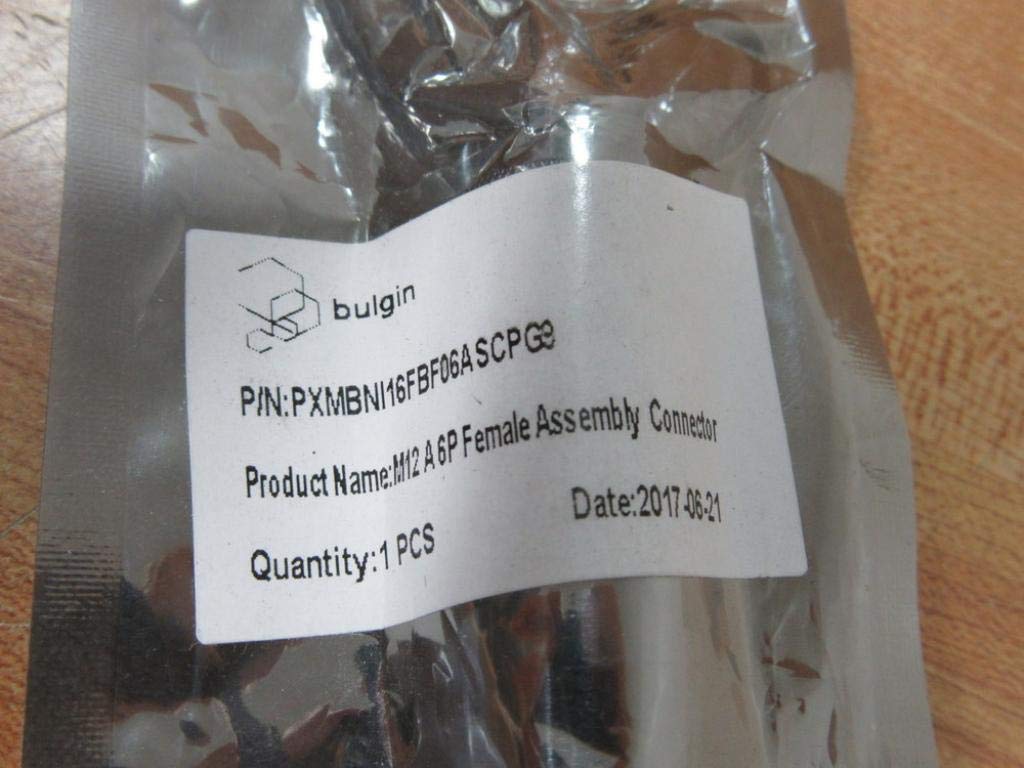 bulgin
P/N:PXMBNI16FBF06ASCPG9
Product Name:M12 A 6P Female Assembly Connector
Quantity:1 PCS
Date:2017-06-21